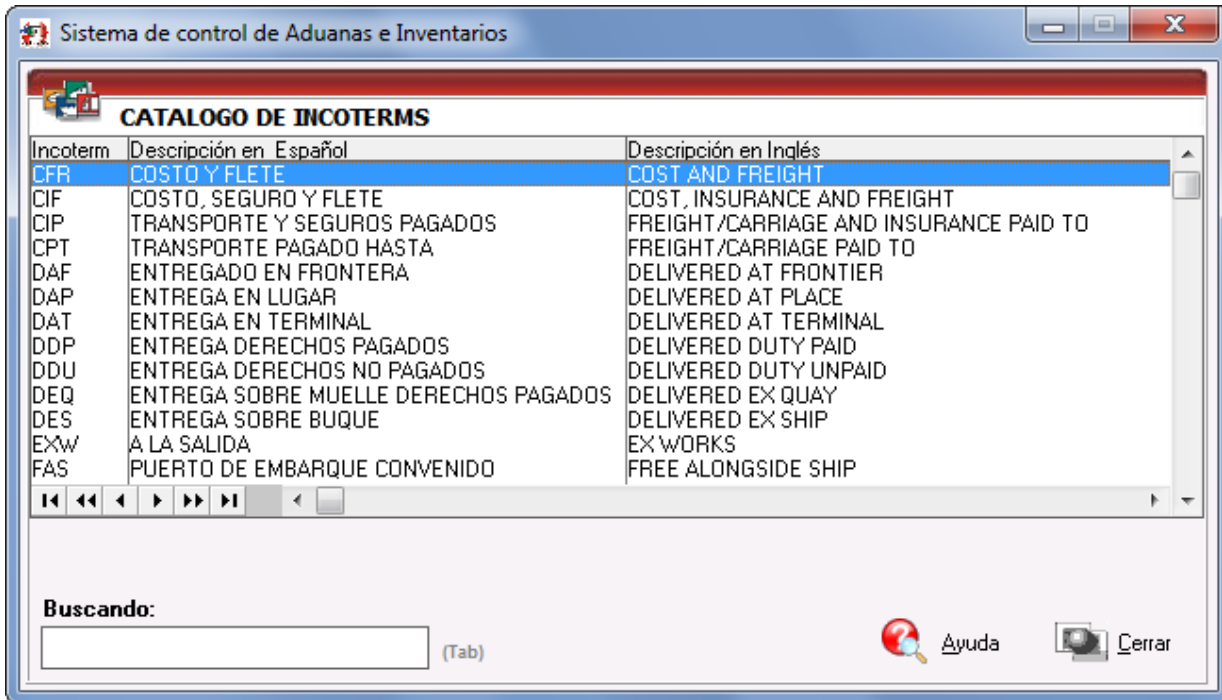 Sistema de control de Aduanas e Inventarios
CATALOGO DE INCOTERMS
Incoterm Descripción en Español Descripción en Inglés
CFR COSTO Y FLETE COST AND FREIGHT
CIF COSTO, SEGURO Y FLETE COST, INSURANCE AND FREIGHT
CIP TRANSPORTE Y SEGUROS PAGADOS FREIGHT/CARRIAGE AND INSURANCE PAID TO
CPT TRANSPORTE PAGADO HASTA FREIGHT/CARRIAGE PAID TO
DAF ENTREGADO EN FRONTERA DELIVERED AT FRONTIER
DAP ENTREGA EN LUGAR DELIVERED AT PLACE
DAT ENTREGA EN TERMINAL DELIVERED AT TERMINAL
DDP ENTREGA DERECHOS PAGADOS DELIVERED DUTY PAID
DDU ENTREGA DERECHOS NO PAGADOS DELIVERED DUTY UNPAID
DEQ ENTREGA SOBRE MUELLE DERECHOS PAGADOS DELIVERED EX QUAY
DES ENTREGA SOBRE BUQUE DELIVERED EX SHIP
EXW A LA SALIDA EX WORKS
FAS PUERTO DE EMBARQUE CONVENIDO FREE ALONGSIDE SHIP
Buscando:
(Tab) Ayuda Cerrar